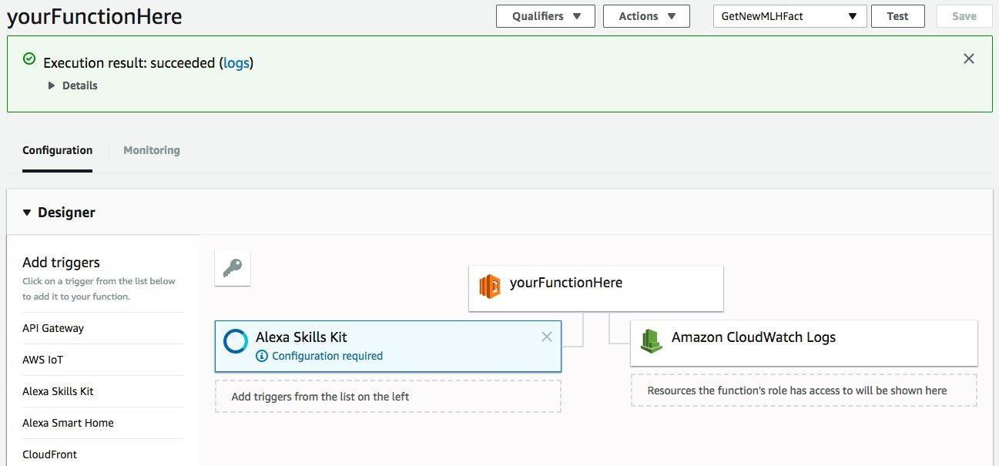 yourFunctionHere
Qualifiers
Actions
GetNewMLHFact
Test
Save
Execution result: succeeded (logs)
Details
Configuration
Monitoring
Designer
Add triggers
Click on a trigger from the list below
to add it to your function.
API Gateway
AWS IoT
Alexa Skills Kit
Alexa Smart Home
CloudFront
yourFunctionHere
Alexa Skills Kit
Configuration required
Add triggers from the list on the left
Amazon CloudWatch Logs
Resources the function's role has access to will be shown here